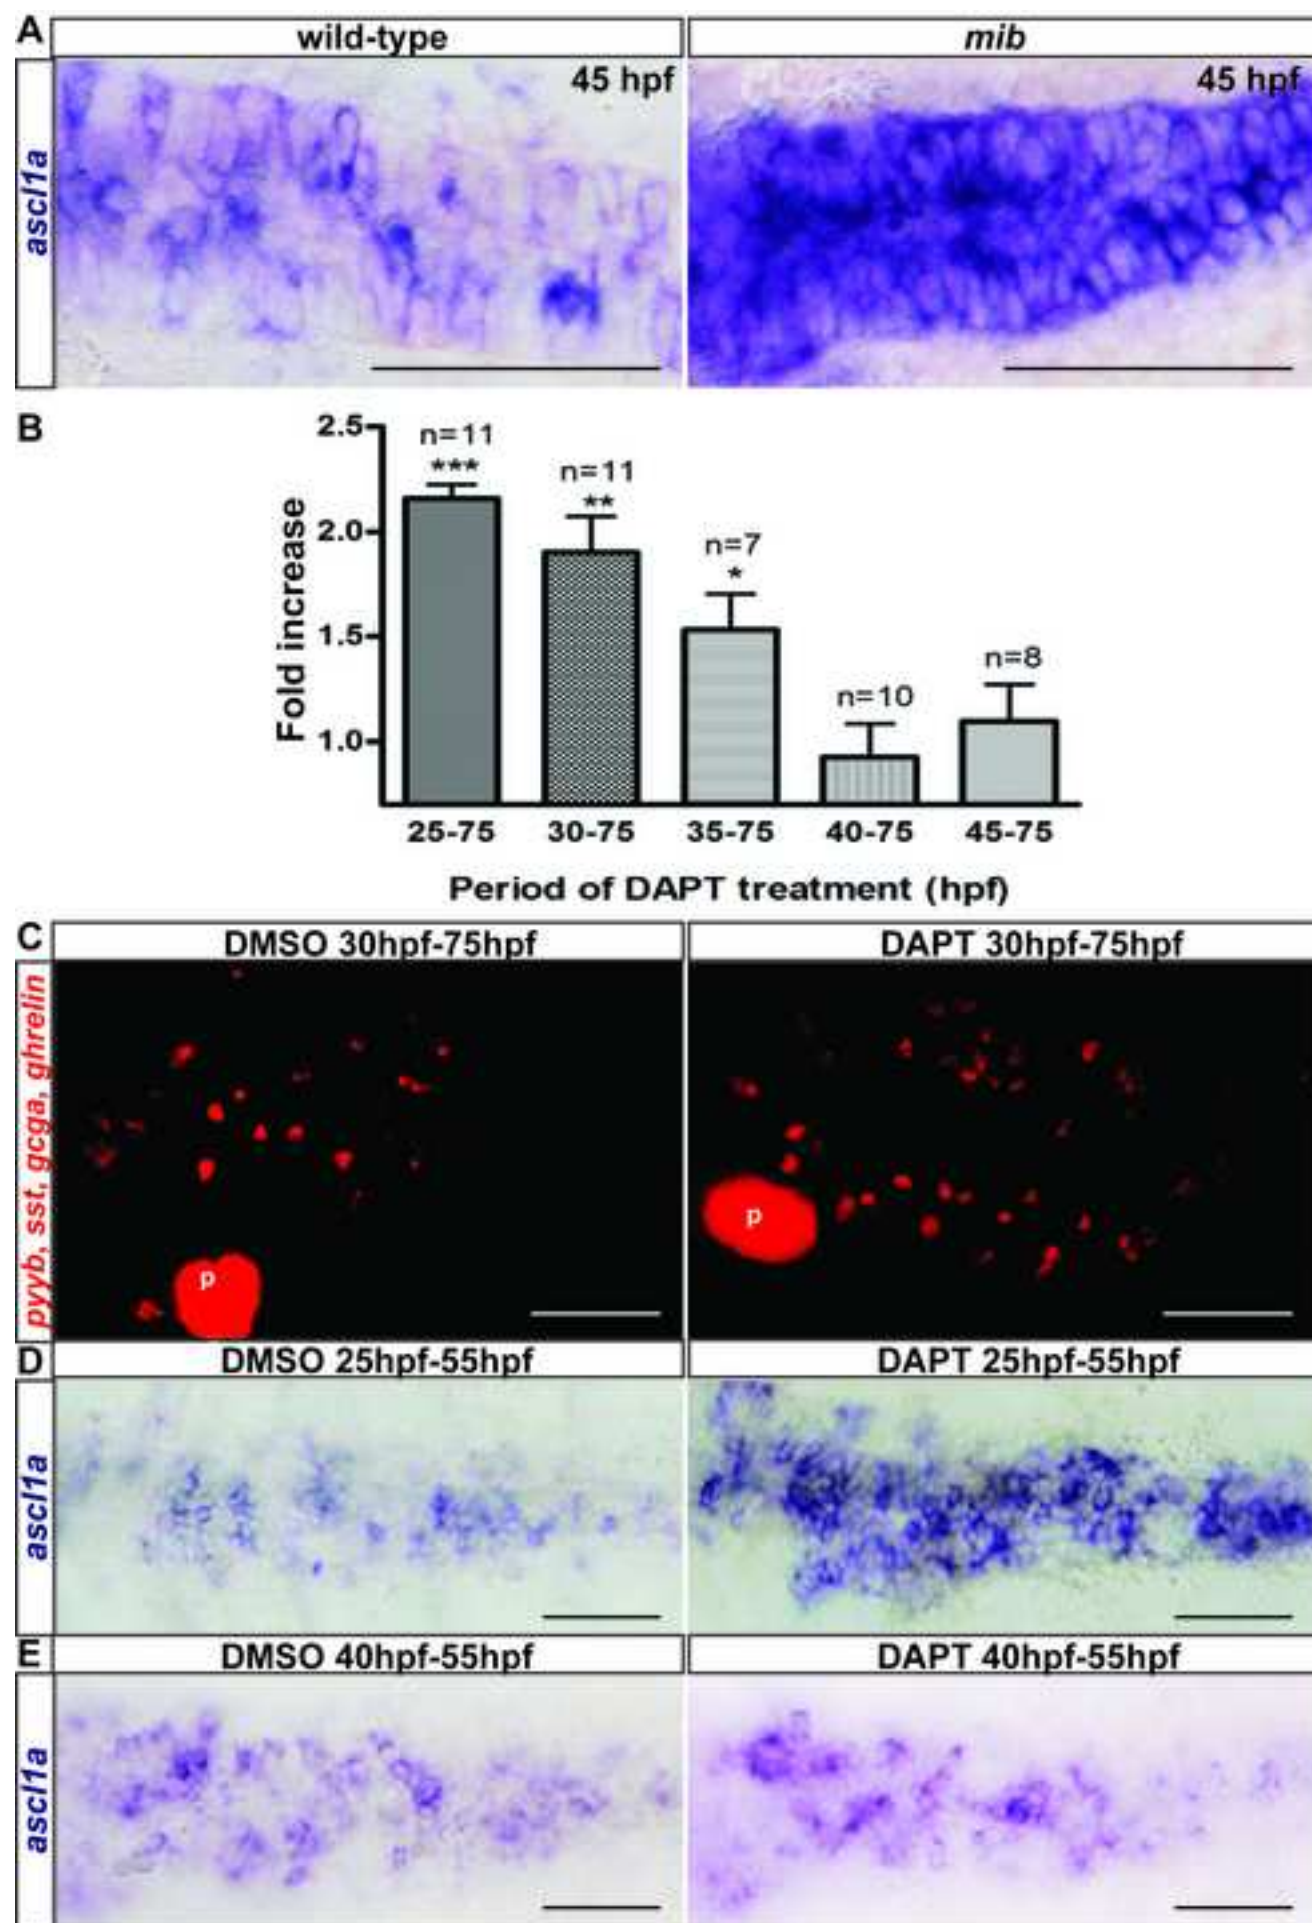 A
wild-type
mib
ascl1a
45 hpf
45 hpf
B
Fold increase
2.5
2.0
1.5
1.0
n=11
***
n=11
**
n=7
*
n=10
n=8
25-75 30-75 35-75 40-75 45-75
Period of DAPT treatment (hpf)
C
DMSO 30hpf-75hpf
DAPT 30hpf-75hpf
pyyb, sst, gcga, ghrelin
p
p
D
DMSO 25hpf-55hpf
DAPT 25hpf-55hpf
ascl1a
E
DMSO 40hpf-55hpf
DAPT 40hpf-55hpf
ascl1a